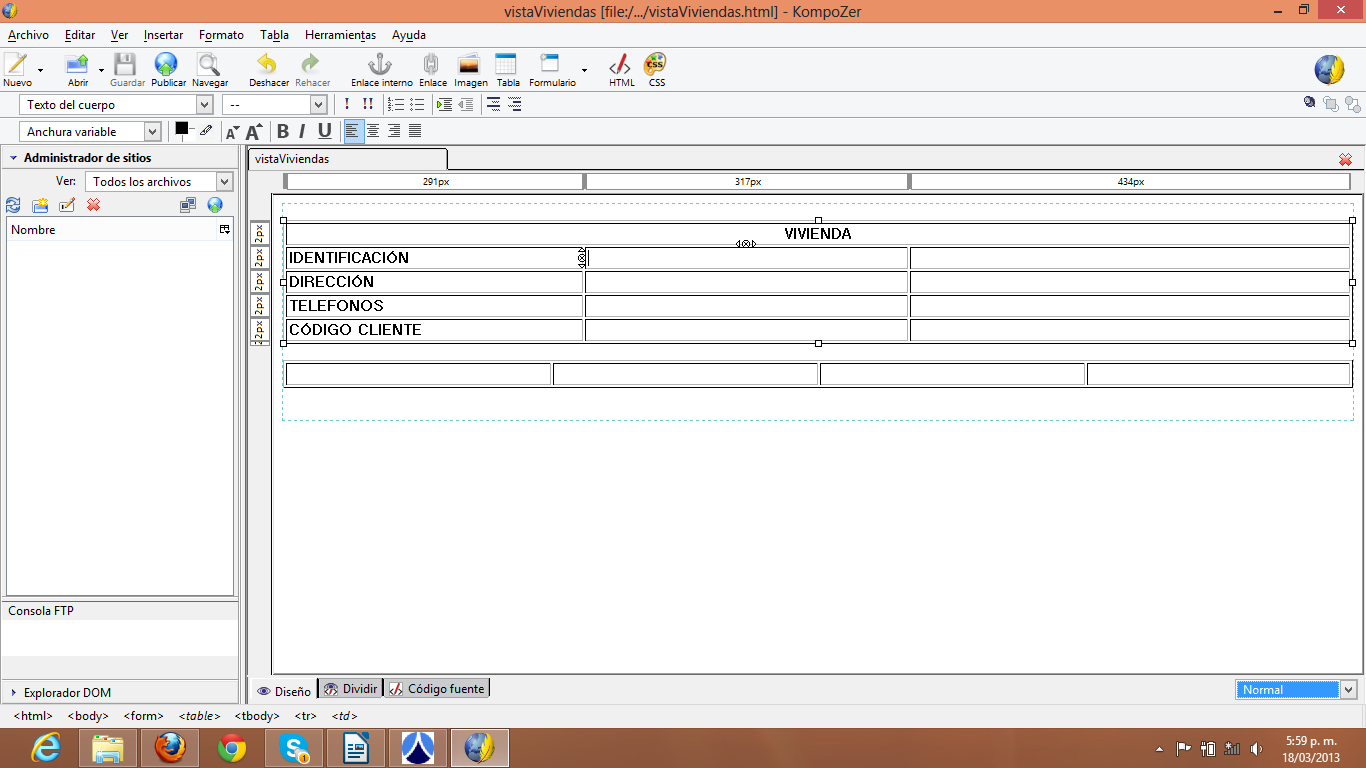 vistaViviendas [file:/.../vistaViviendas.html] - KompoZer
Archivo Editar Ver Insertar Formato Tabla Herramientas Ayuda
Nuevo Abrir Guardar Publicar Navegar Deshacer Rehacer Enlace interno Enlace Imagen Tabla Formulario HTML CSS
Texto del cuerpo -- ! !!
Anchura variable A A B I U
Administrador de sitios
vistaViviendas
Ver: Todos los archivos
291px 317px 434px
Nombre
2px VIVIENDA
2px IDENTIFICACIÓN
2px DIRECCIÓN
2px TELEFONOS
2px CÓDIGO CLIENTE
Consola FTP
Explorador DOM
Diseño Dividir Código fuente Normal
<html> <body> <form> <table> <tbody> <tr> <td>
5:59 p. m.
18/03/2013